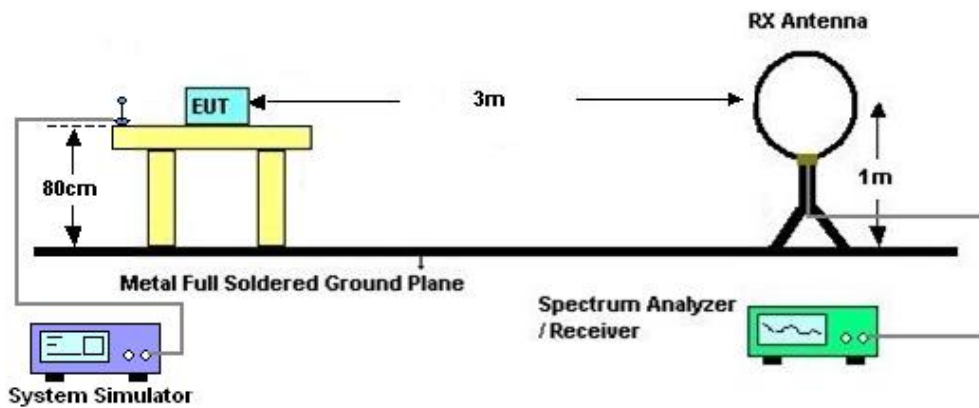 RX Antenna
EUT
3m
80cm
1m
Metal Full Soldered Ground Plane
Spectrum Analyzer
/ Receiver
System Simulator